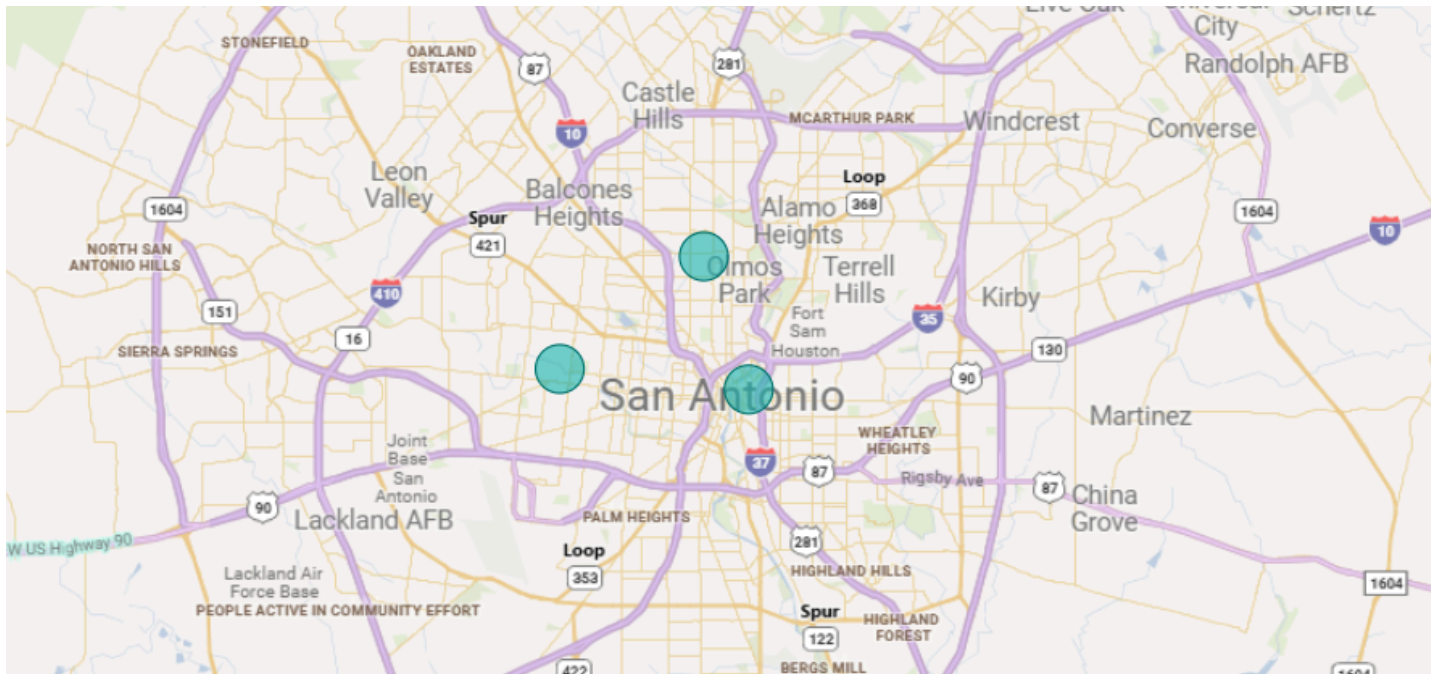 Live Oak
Universal
City
Schertz
STONEFIELD
OAKLAND
ESTATES
87
281
Randolph AFB
Castle
Hills
10
MCARTHUR PARK
Windcrest
Converse
Leon
Valley
Balcones
Heights
Loop
368
1604
Spur
421
Alamo
Heights
1604
10
NORTH SAN
ANTONIO HILLS
Olmos
Park
Terrell
Hills
410
Kirby
151
16
Fort
Sam
Houston
35
SIERRA SPRINGS
130
90
San Antonio
Martinez
Joint
Base
San
Antonio
WHEATLEY
HEIGHTS
37
87
Rigsby Ave
87
China
Grove
90
Lackland AFB
PALM HEIGHTS
W US Highway 90
281
Loop
353
HIGHLAND HILLS
Lackland Air
Force Base
1604
PEOPLE ACTIVE IN COMMUNITY EFFORT
Spur
122
HIGHLAND
FOREST
422
BERGS MILL
1604